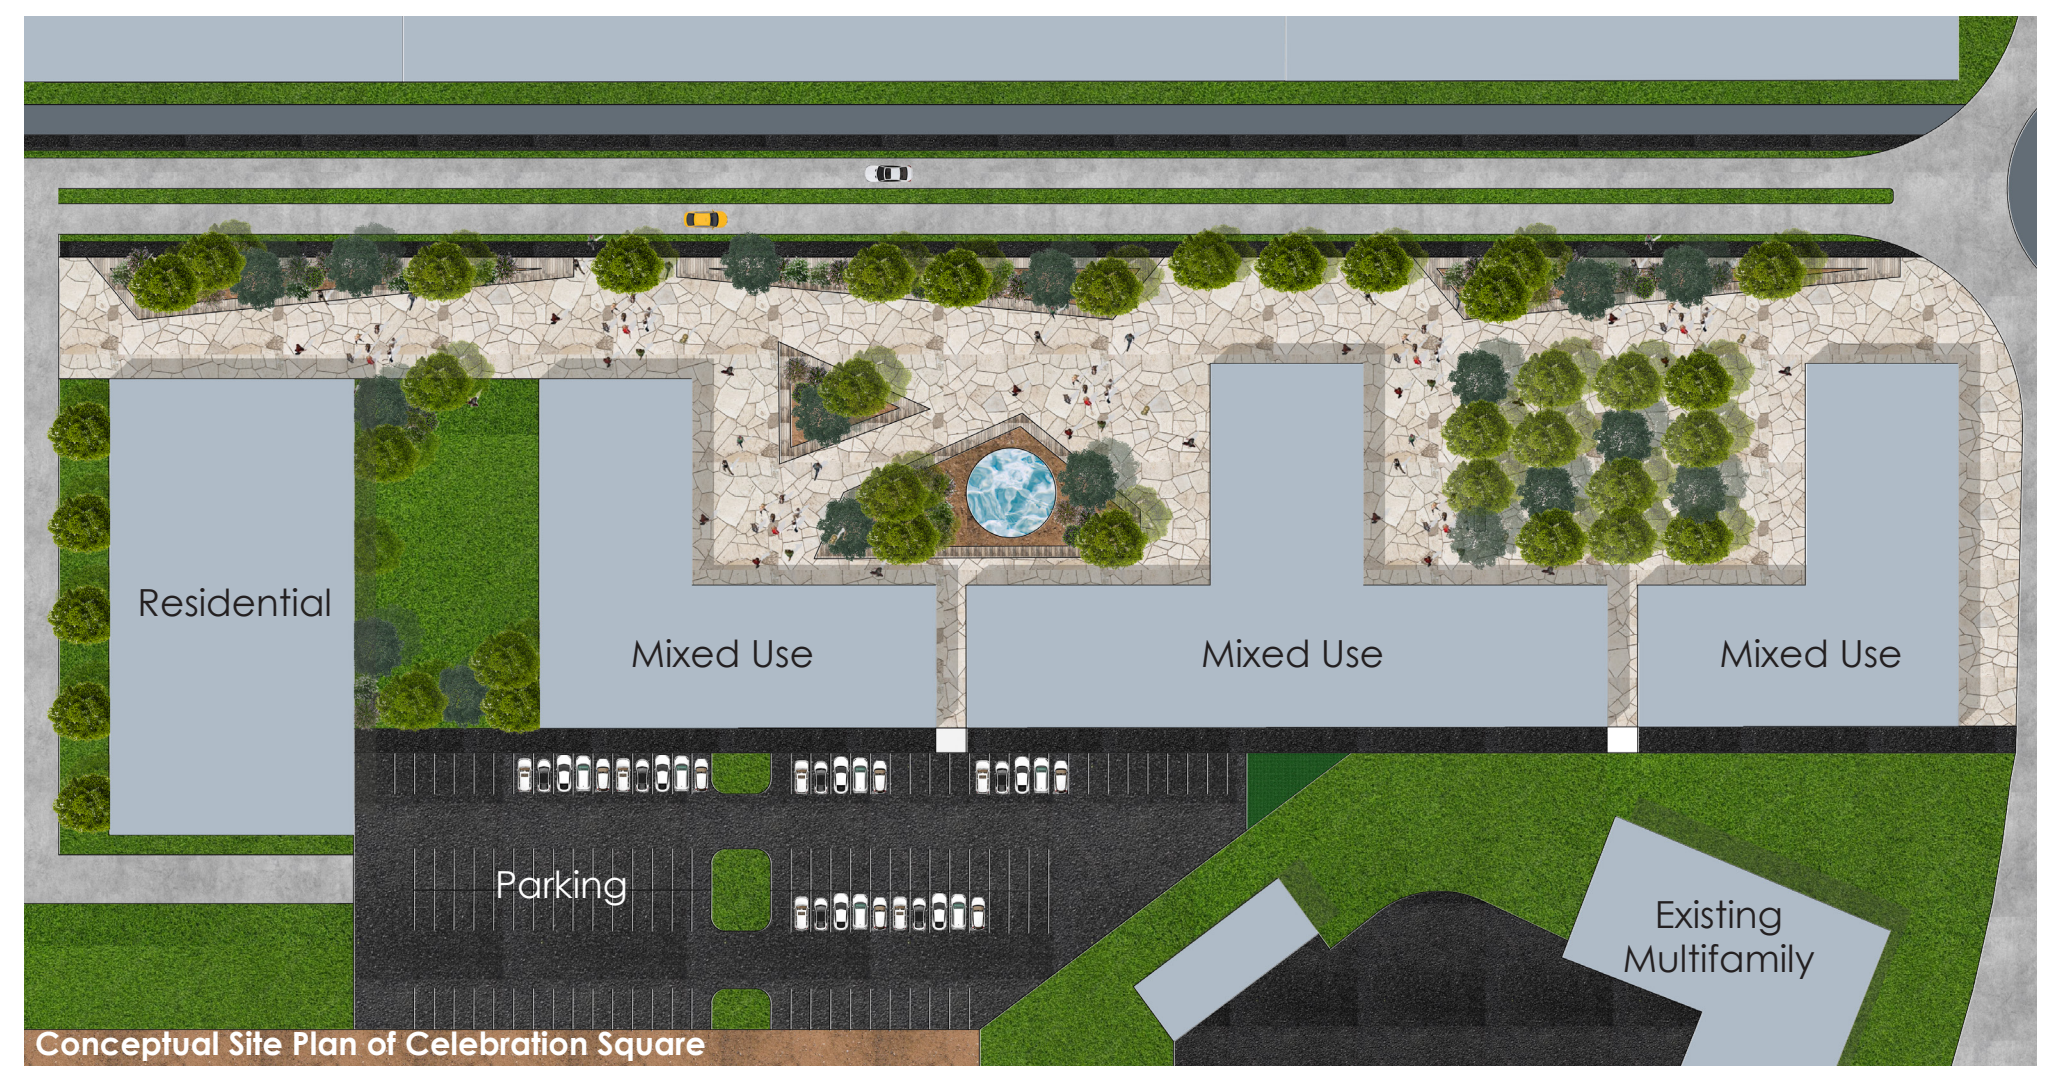 Residential
Mixed Use
Mixed Use
Mixed Use
Parking
Existing
Multifamily
Conceptual Site Plan of Celebration Square